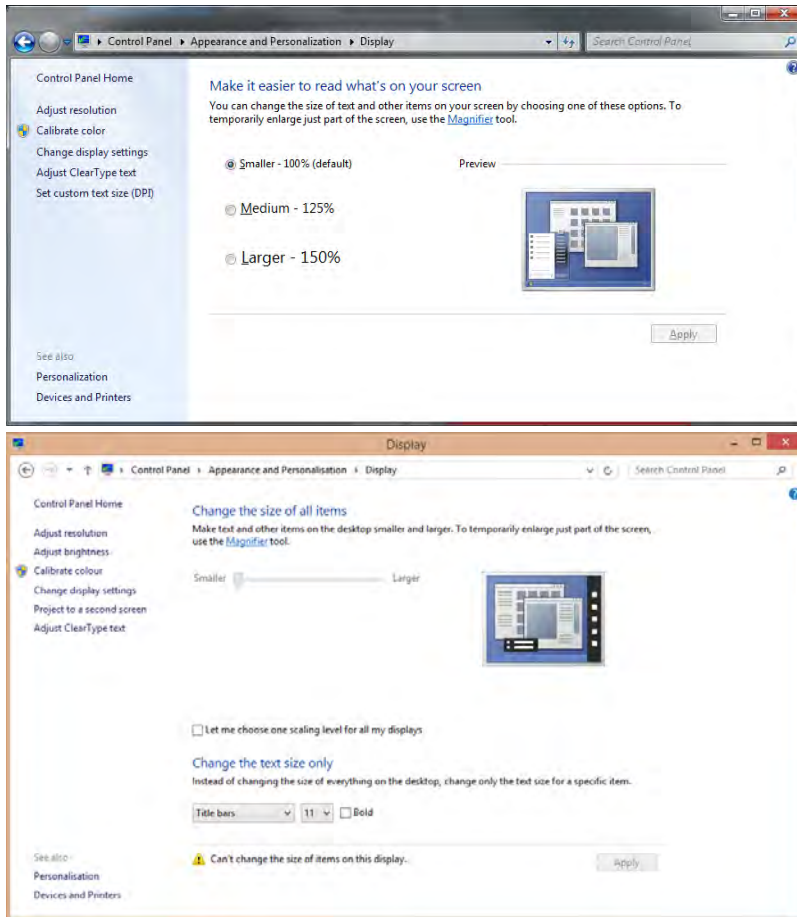 Control Panel ▸ Appearance and Personalization ▸ Display
Search Control Panel
Control Panel Home
Adjust resolution
Calibrate color
Change display settings
Adjust ClearType text
Set custom text size (DPI)
See also
Personalization
Devices and Printers
Make it easier to read what's on your screen
You can change the size of text and other items on your screen by choosing one of these options. To
temporarily enlarge just part of the screen, use the Magnifier tool.
Smaller - 100% (default)
Preview
Medium - 125%
Larger - 150%
Apply
Display
Control Panel ▸ Appearance and Personalisation ▸ Display
Search Control Panel
Control Panel Home
Adjust resolution
Adjust brightness
Calibrate colour
Change display settings
Project to a second screen
Adjust ClearType text
See also
Personalisation
Devices and Printers
Change the size of all items
Make text and other items on the desktop smaller and larger. To temporarily enlarge just part of the screen,
use the Magnifier tool.
Smaller
Larger
Let me choose one scaling level for all my displays
Change the text size only
Instead of changing the size of everything on the desktop, change only the text size for a specific item.
Title bars 11 Bold
Can't change the size of items on this display.
Apply